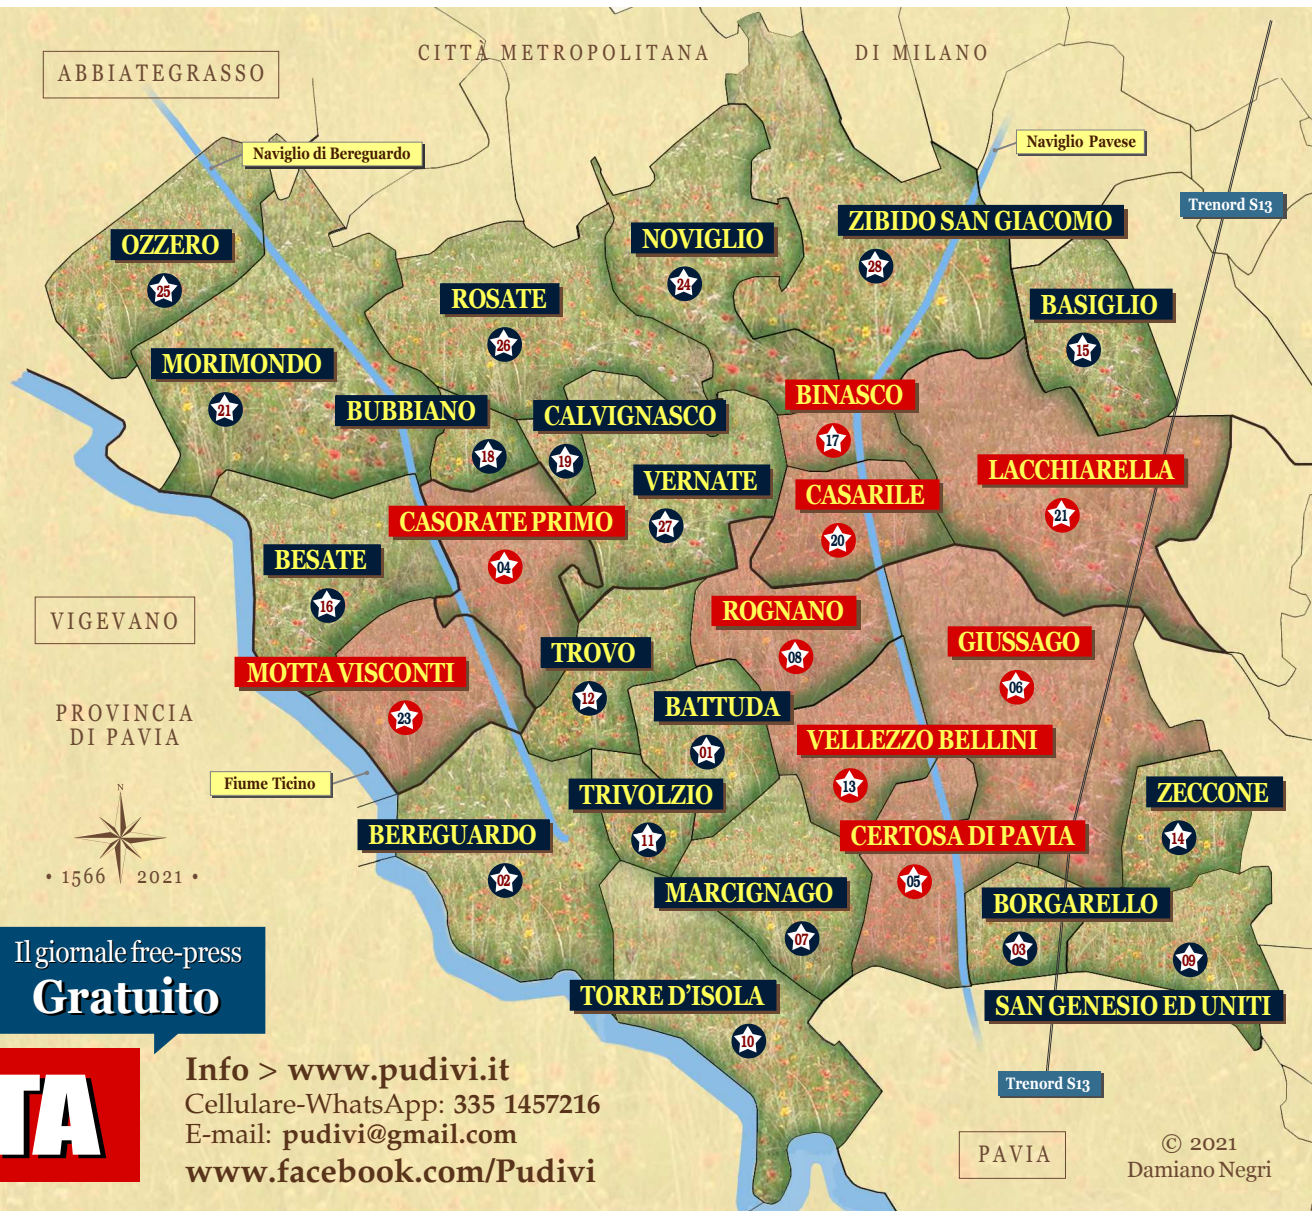 CITTÀ METROPOLITANA DI MILANO
ABBIATEGRASSO
Naviglio di Bereguardo
Naviglio Pavese
Trenord S13
OZZERO
25
NOVIGLIO
24
ZIBIDO SAN GIACOMO
28
ROSATE
26
BASIGLIO
15
MORIMONDO
21
BUBBIANO
18
CALVIGNASCO
19
BINASCO
17
VERNATE
27
LACCHIARELLA
21
CASARILE
20
CASORATE PRIMO
04
BESATE
16
VIGEVANO
ROGNANO
08
GIUSSAGO
06
TROVO
12
MOTTA VISCONTI
23
BATTUDA
01
PROVINCIA
DI PAVIA
VELLEZZO BELLINI
13
Fiume Ticino
TRIVOLZIO
11
ZECCONE
14
N
• 1566 2021 •
BEREGUARDO
02
CERTOSA DI PAVIA
05
MARCIGNAGO
07
BORGARELLO
03
09
SAN GENESIO ED UNITI
TORRE D'ISOLA
10
Il giornale free-press
Gratuito
TA
Info > www.pudivi.it
Cellulare-WhatsApp: 335 1457216
E-mail: pudivi@gmail.com
www.facebook.com/Pudivi
Trenord S13
PAVIA
© 2021
Damiano Negri